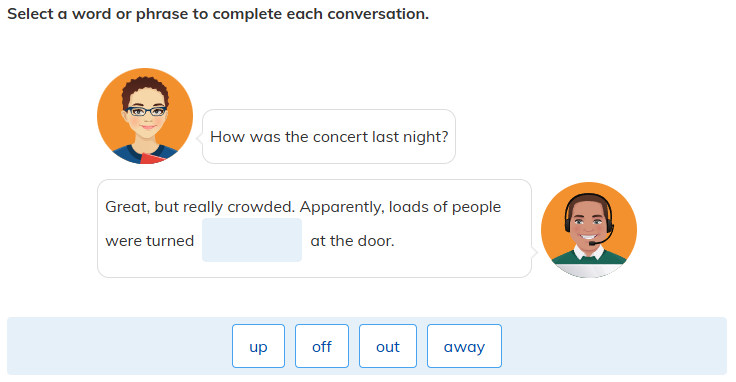 Select a word or phrase to complete each conversation.
How was the concert last night?
Great, but really crowded. Apparently, loads of people
were turned at the door.
up off out away